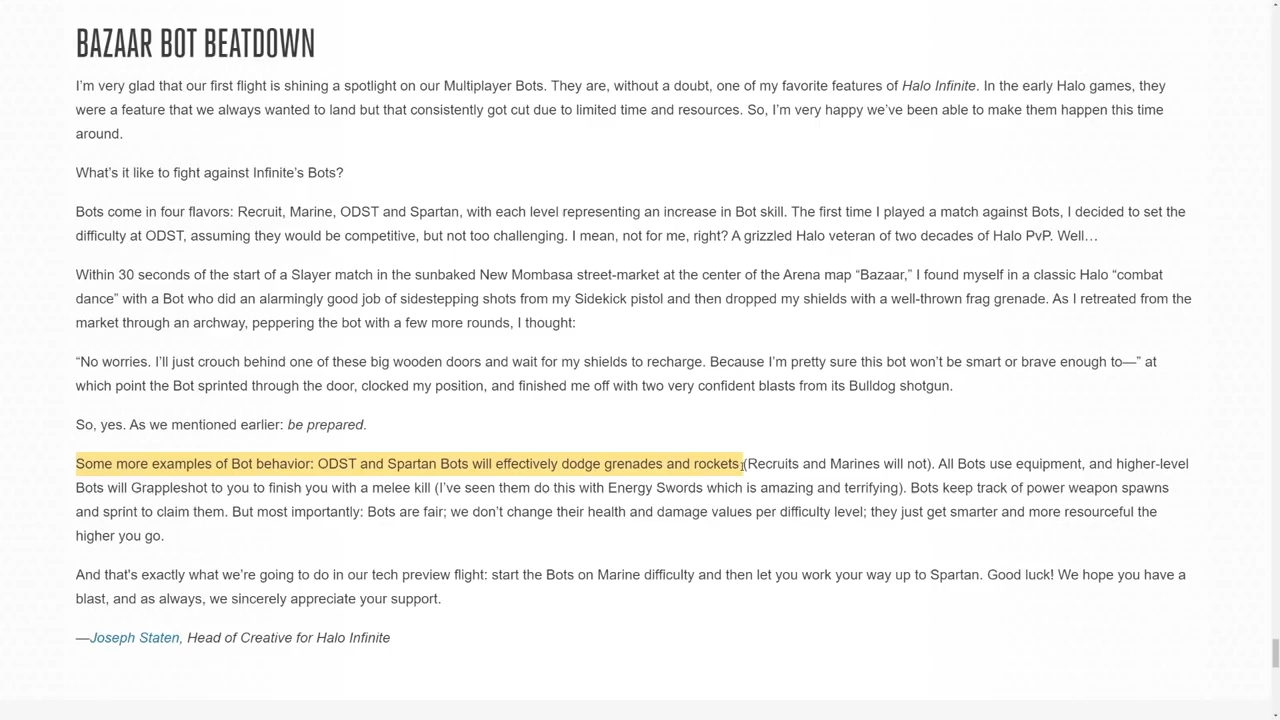 BAZAAR BOT BEATDOWN
I’m very glad that our first flight is shining a spotlight on our Multiplayer Bots. They are, without a doubt, one of my favorite features of Halo Infinite. In the early Halo games, they
were a feature that we always wanted to land but that consistently got cut due to limited time and resources. So, I’m very happy we’ve been able to make them happen this time
around.
What’s it like to fight against Infinite’s Bots?
Bots come in four flavors: Recruit, Marine, ODST and Spartan, with each level representing an increase in Bot skill. The first time I played a match against Bots, I decided to set the
difficulty at ODST, assuming they would be competitive, but not too challenging. I mean, not for me, right? A grizzled Halo veteran of two decades of Halo PvP. Well…
Within 30 seconds of the start of a Slayer match in the sunbaked New Mombasa street-market at the center of the Arena map “Bazaar,” I found myself in a classic Halo “combat
dance” with a Bot who did an alarmingly good job of sidestepping shots from my Sidekick pistol and then dropped my shields with a well-thrown frag grenade. As I retreated from the
market through an archway, peppering the bot with a few more rounds, I thought:
“No worries. I’ll just crouch behind one of these big wooden doors and wait for my shields to recharge. Because I’m pretty sure this bot won’t be smart or brave enough to—” at
which point the Bot sprinted through the door, clocked my position, and finished me off with two very confident blasts from its Bulldog shotgun.
So, yes. As we mentioned earlier: be prepared.
Some more examples of Bot behavior: ODST and Spartan Bots will effectively dodge grenades and rockets (Recruits and Marines will not). All Bots use equipment, and higher-level
Bots will Grappleshot to you to finish you with a melee kill (I’ve seen them do this with Energy Swords which is amazing and terrifying). Bots keep track of power weapon spawns
and sprint to claim them. But most importantly: Bots are fair; we don’t change their health and damage values per difficulty level; they just get smarter and more resourceful the
higher you go.
And that's exactly what we’re going to do in our tech preview flight: start the Bots on Marine difficulty and then let you work your way up to Spartan. Good luck! We hope you have a
blast, and as always, we sincerely appreciate your support.
—Joseph Staten, Head of Creative for Halo Infinite